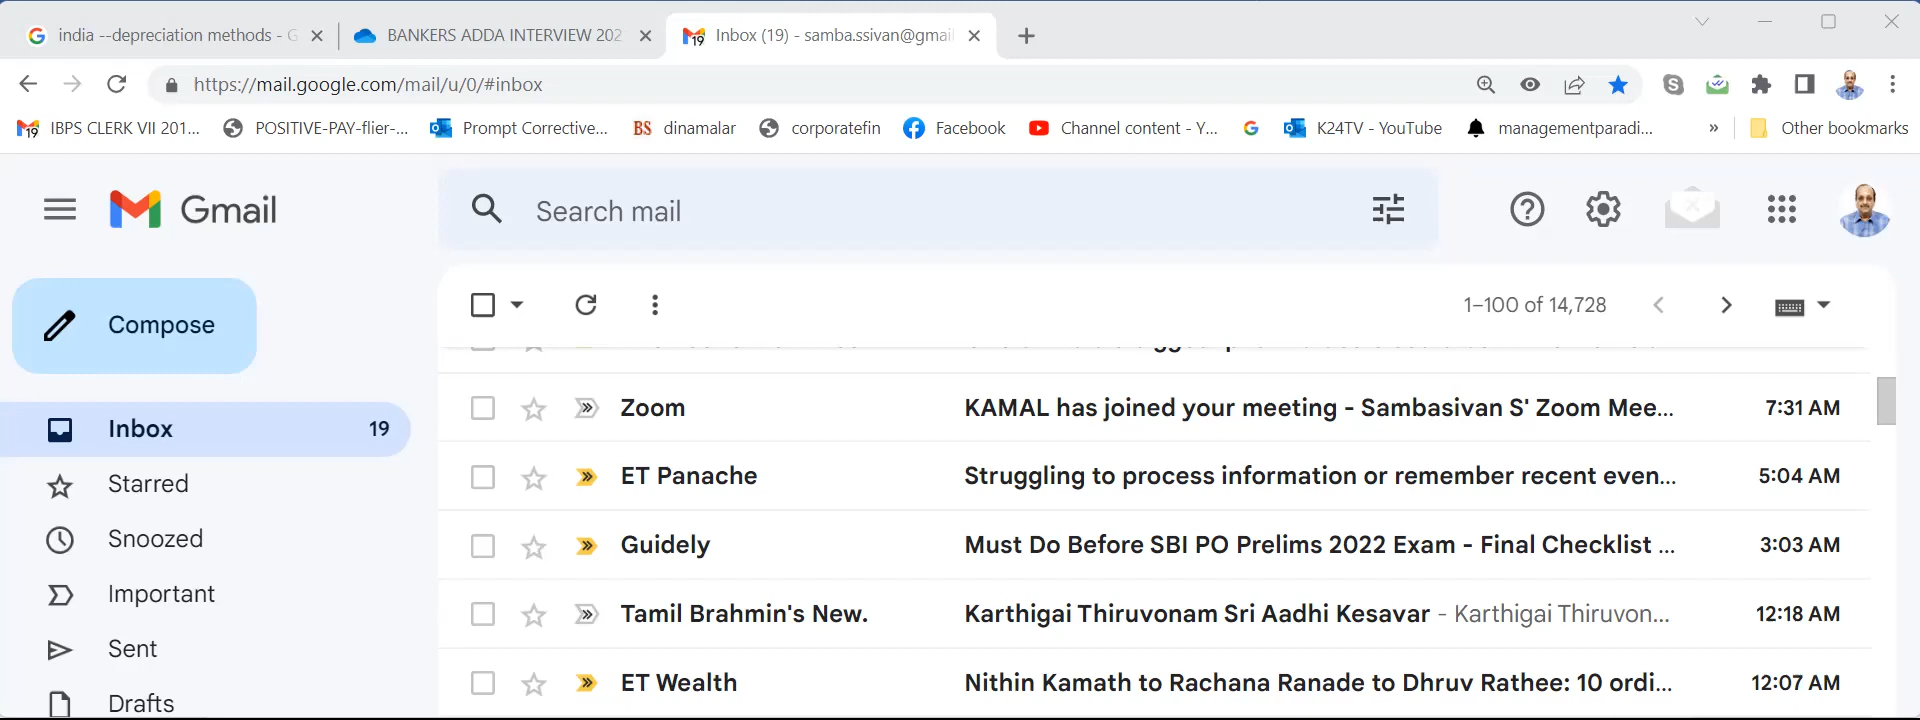 india --depreciation methods - G
BANKERS ADDA INTERVIEW 202
Inbox (19) - samba.ssivan@gmail
https://mail.google.com/mail/u/0/#inbox
IBPS CLERK VII 201... POSITIVE-PAY-flier-... Prompt Corrective... BS dinamalar corporatefin Facebook Channel content - Y... K24TV - YouTube managementparadi... » Other bookmarks
Gmail
Search mail
Compose
1–100 of 14,728
Inbox 19
Starred
Snoozed
Important
Sent
Drafts
Zoom KAMAL has joined your meeting - Sambasivan S' Zoom Mee... 7:31 AM
ET Panache Struggling to process information or remember recent even... 5:04 AM
Guidely Must Do Before SBI PO Prelims 2022 Exam - Final Checklist ... 3:03 AM
Tamil Brahmin's New. Karthigai Thiruvonam Sri Aadhi Kesavar - Karthigai Thiruvon... 12:18 AM
ET Wealth Nithin Kamath to Rachana Ranade to Dhruv Rathee: 10 ordi... 12:07 AM